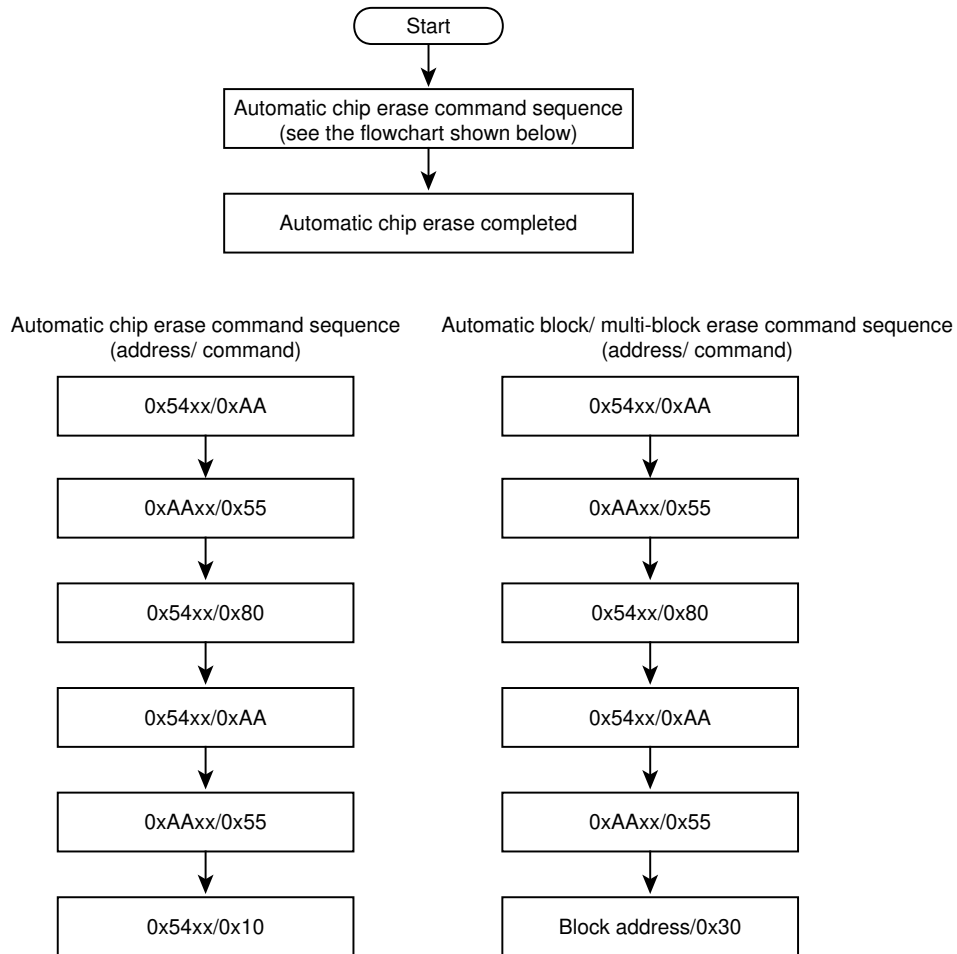 Start
Automatic chip erase command sequence
(see the flowchart shown below)
Automatic chip erase completed
Automatic chip erase command sequence
(address/ command)
0x54xx/0xAA
0xAAxx/0x55
0x54xx/0x80
0x54xx/0xAA
0xAAxx/0x55
0x54xx/0x10
Automatic block/ multi-block erase command sequence
(address/ command)
0x54xx/0xAA
0xAAxx/0x55
0x54xx/0x80
0x54xx/0xAA
0xAAxx/0x55
Block address/0x30